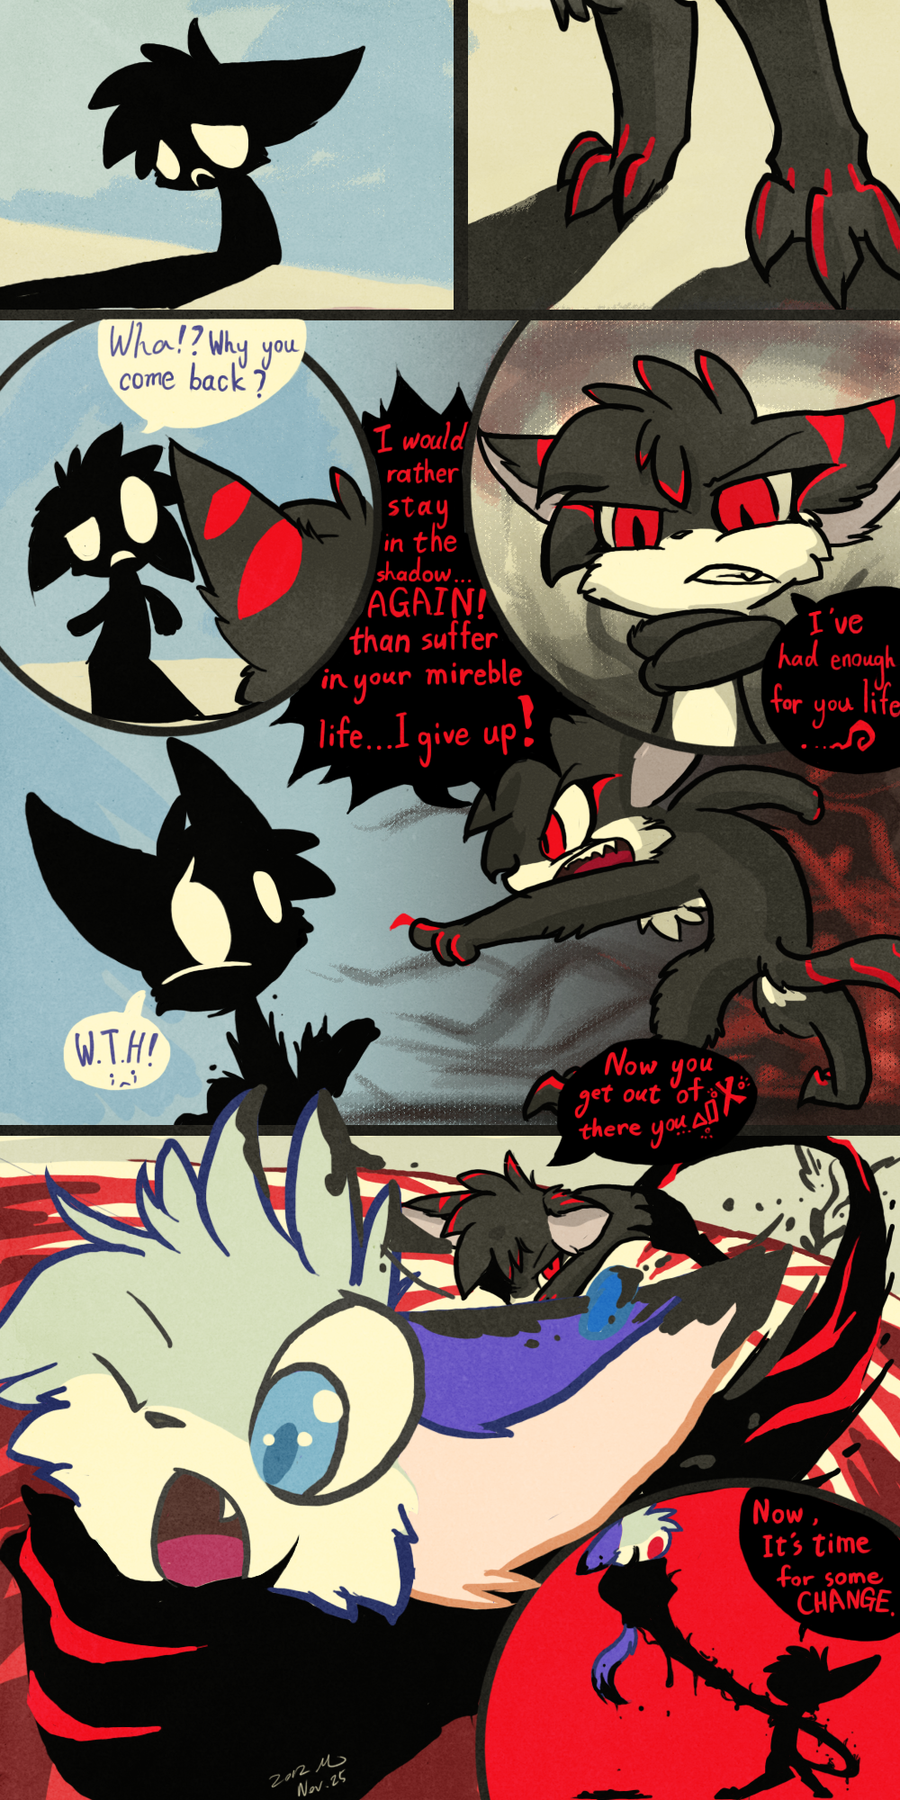 Wha!? Why you
come back?
I would
rather
stay
in the
shadow...
AGAIN!
than suffer
in your mireble
life...I give up!
I've
had enough
for you life
....
W.T.H!
Now you
get out of
there you...
Now,
It's time
for some
CHANGE.
2012
Nov.25